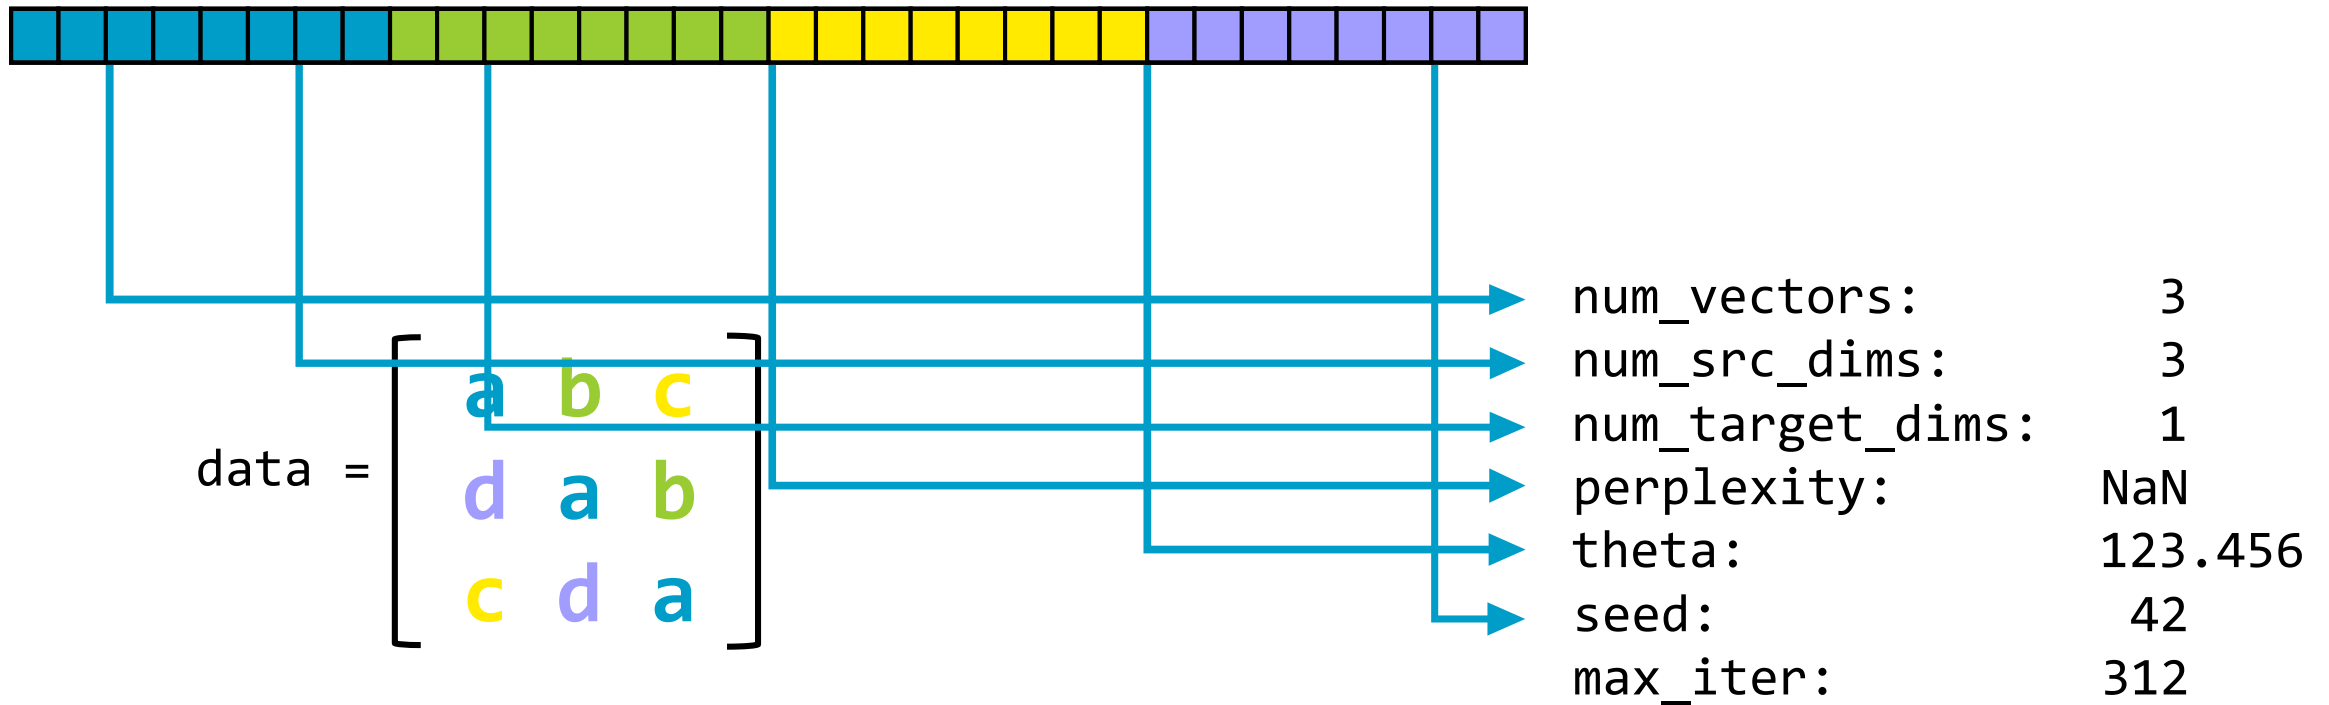 num_vectors: 3
num_src_dims: 3
num_target_dims: 1
perplexity: NaN
theta: 123.456
seed: 42
max_iter: 312
data =
a b c
d a b
c d a